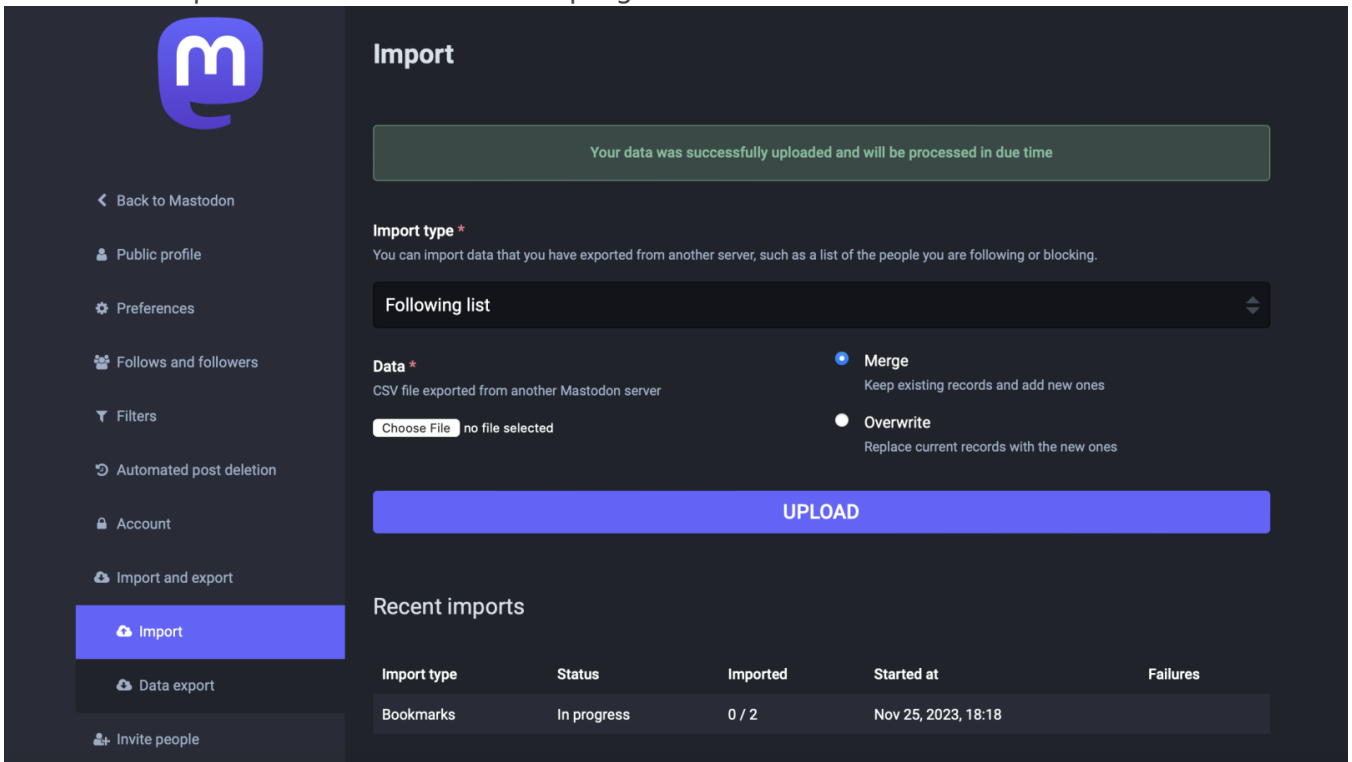 Import
Your data was successfully uploaded and will be processed in due time
Back to Mastodon
Public profile
Preferences
Follows and followers
Filters
Automated post deletion
Account
Import and export
Import
Data export
Invite people
Import type *
You can import data that you have exported from another server, such as a list of the people you are following or blocking.
Following list
Data *
CSV file exported from another Mastodon server
Choose File no file selected
Merge
Keep existing records and add new ones
Overwrite
Replace current records with the new ones
UPLOAD
Recent imports
Import type Status Imported Started at Failures
Bookmarks In progress 0 / 2 Nov 25, 2023, 18:18